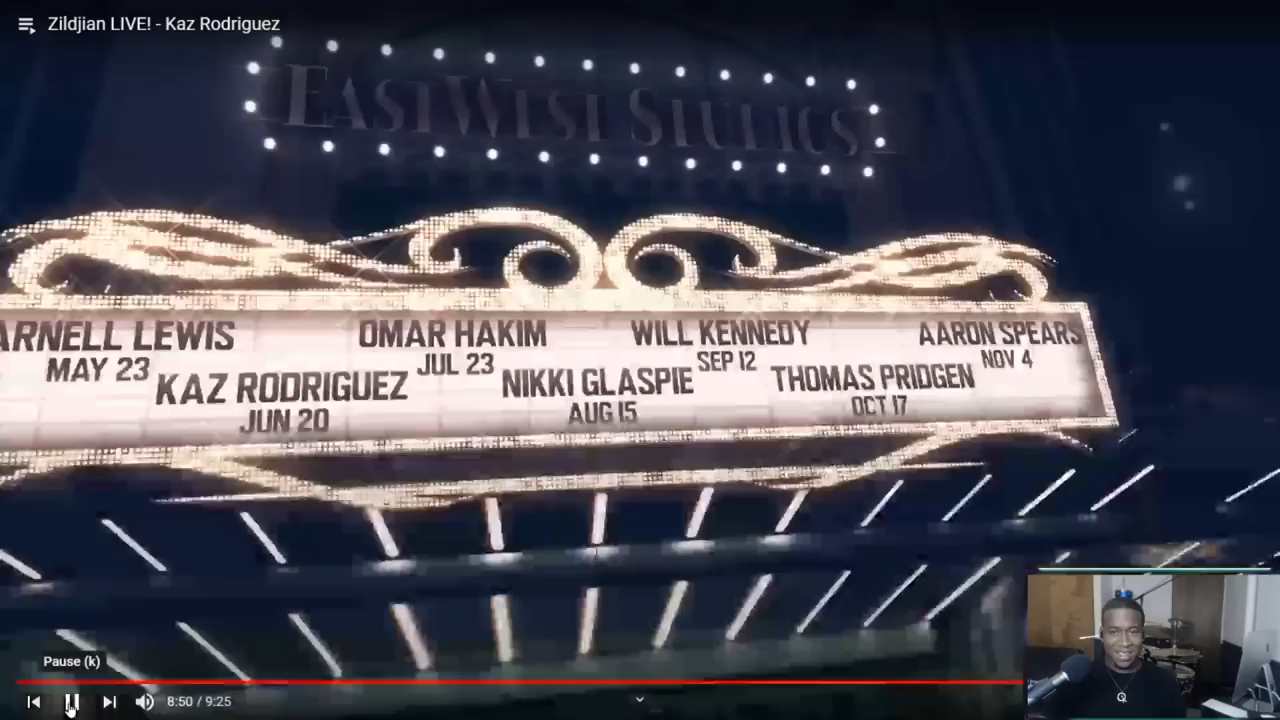 Zildjian LIVE! - Kaz Rodriguez
EASTWEST STUDIOS
ARNELL LEWIS
MAY 23
KAZ RODRIGUEZ
JUN 20
OMAR HAKIM
JUL 23
NIKKI GLASPIE
AUG 15
WILL KENNEDY
SEP 12
THOMAS PRIDGEN
OCT 17
AARON SPEARS
NOV 4
Pause (k)
8:50 / 9:25